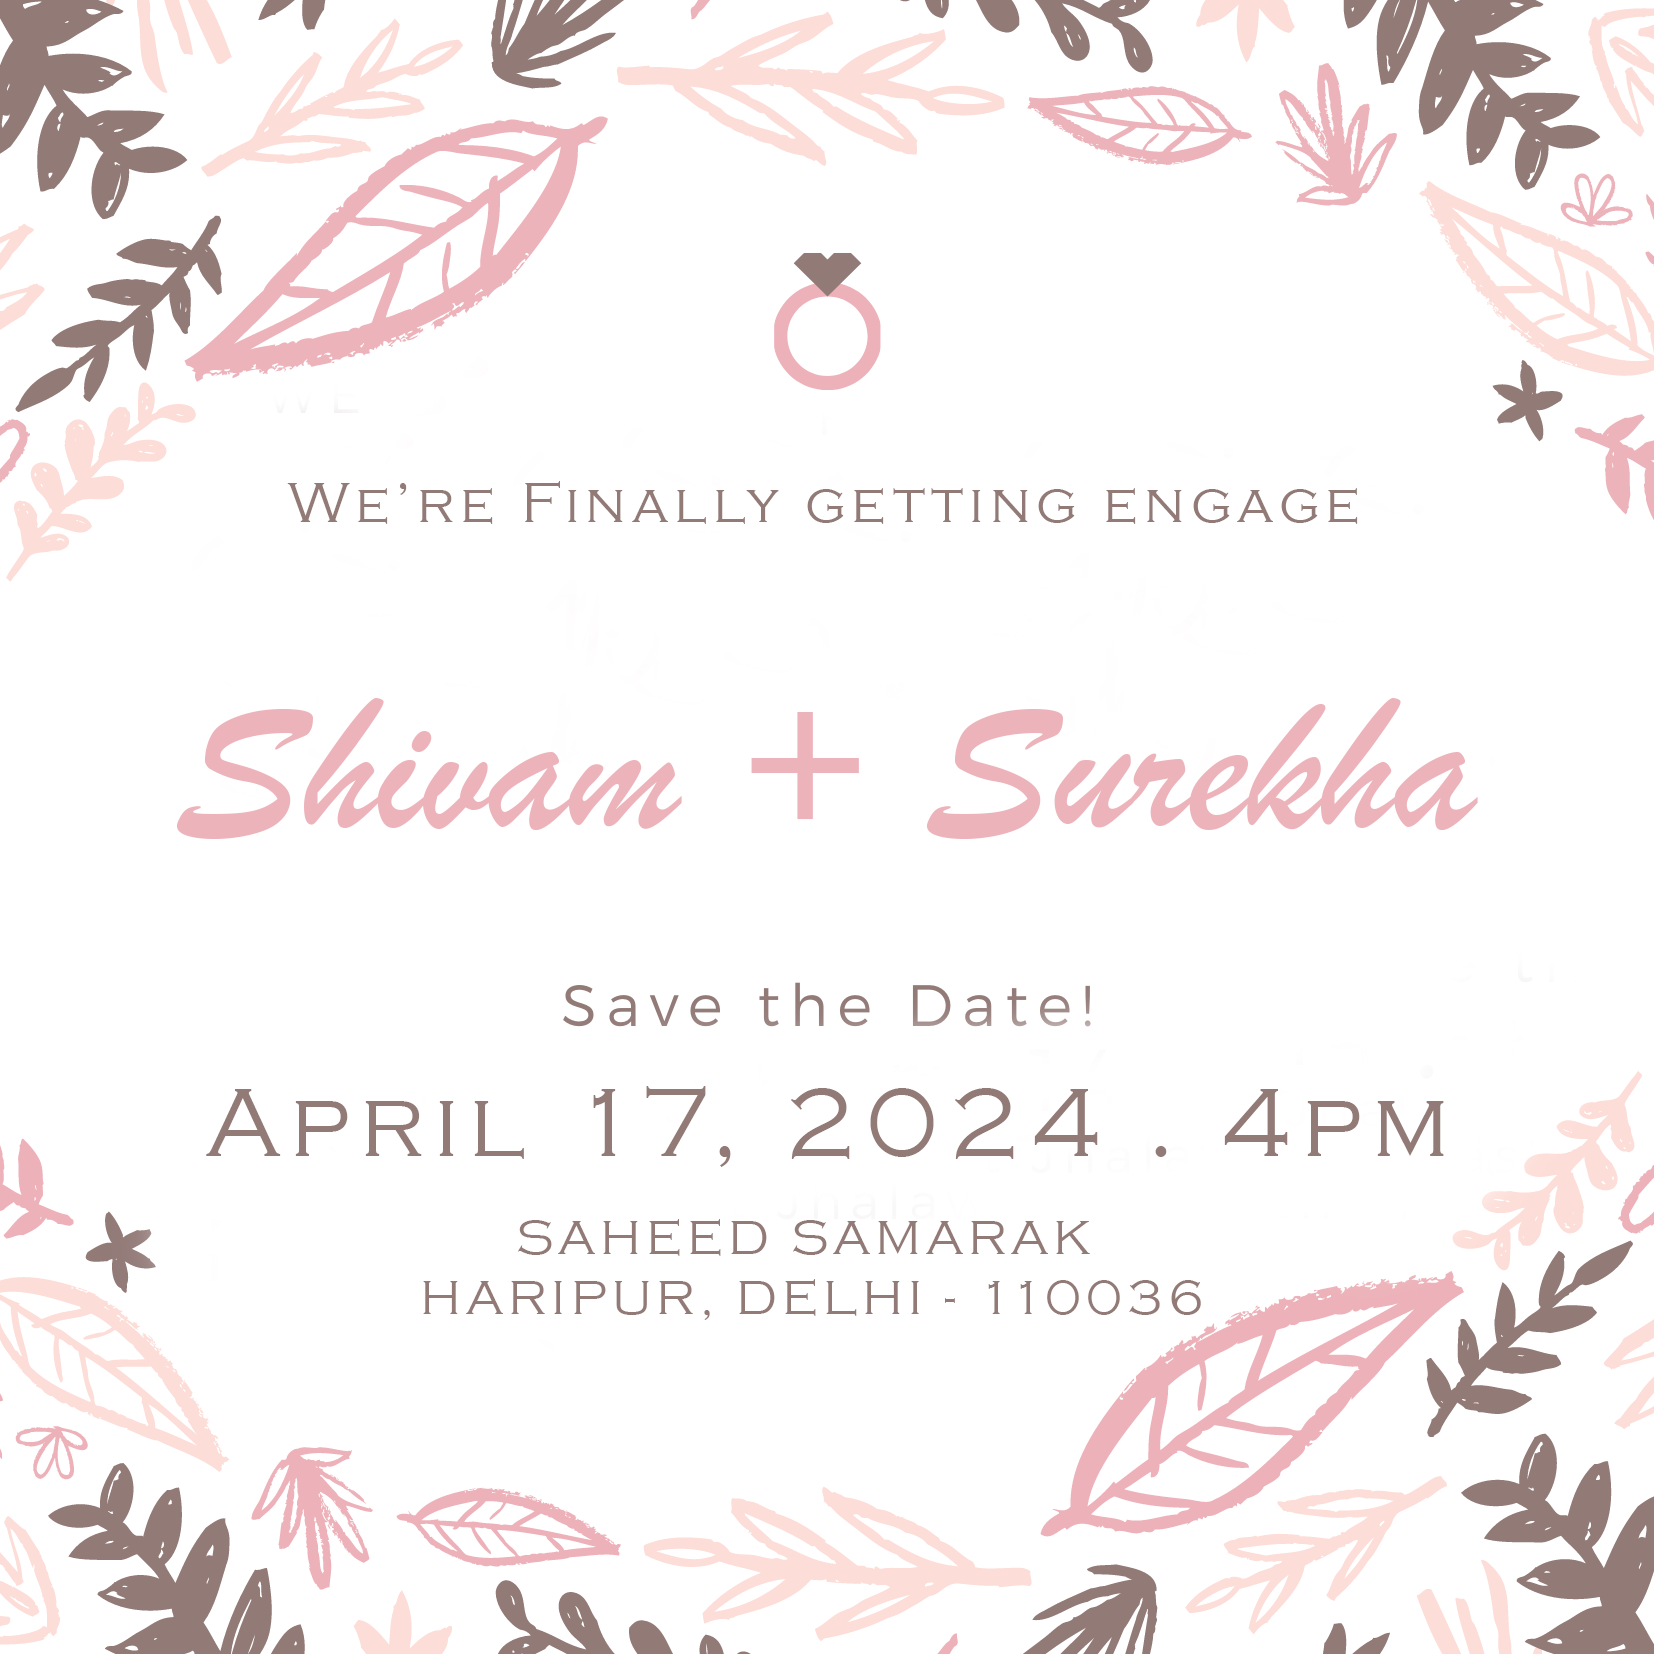 We're Finally getting engage
Shivam + Surekha
Save the Date!
April 17, 2024 . 4pm
SAHEED SAMARAK
HARIPUR, DELHI - 110036